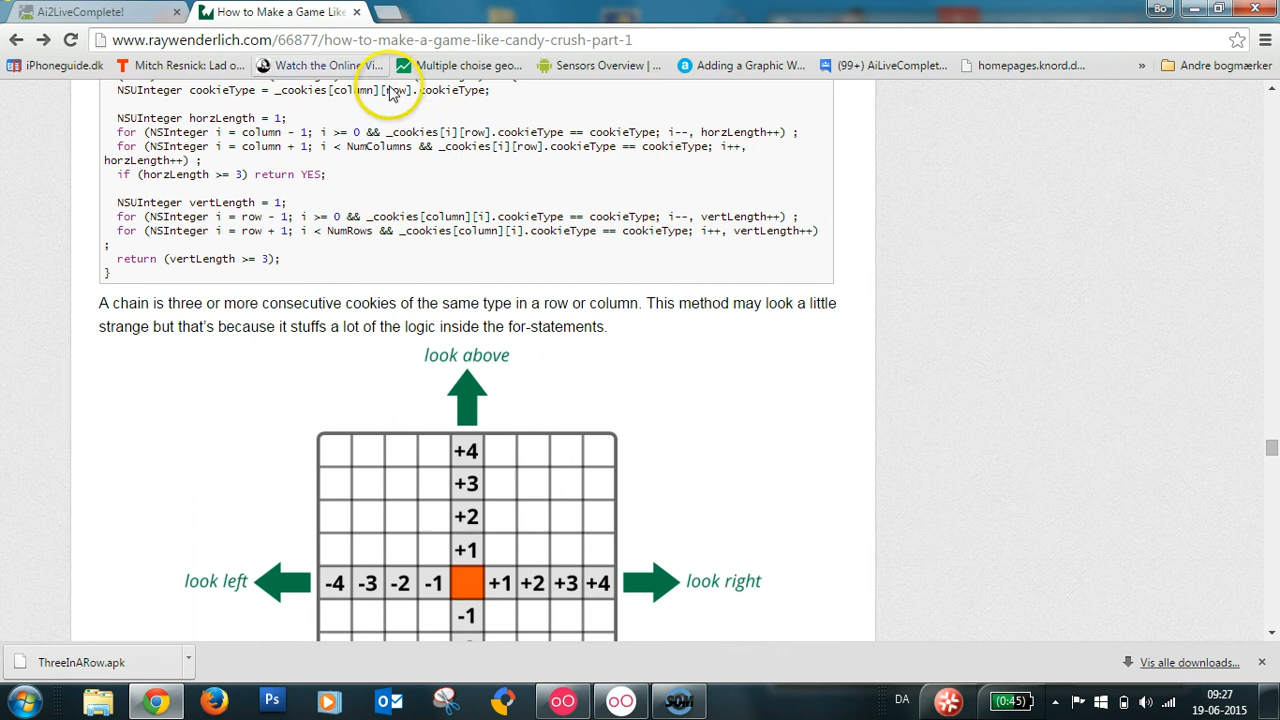 Ai2LiveComplete!
How to Make a Game Like
Bo
www.raywenderlich.com/66877/how-to-make-a-game-like-candy-crush-part-1
iPhoneguide.dk
Mitch Resnick: Lad o...
Watch the Online Vi...
Multiple choise geo...
Sensors Overview | ...
Adding a Graphic W...
(99+) AiLiveComplet...
homepages.knord.d...
»
Andre bogmærker
NSUInteger cookieType = _cookies[column][row].cookieType;
NSUInteger horzLength = 1;
for (NSInteger i = column - 1; i >= 0 && _cookies[i][row].cookieType == cookieType; i--, horzLength++) ;
for (NSInteger i = column + 1; i < NumColumns && _cookies[i][row].cookieType == cookieType; i++,
horzLength++) ;
if (horzLength >= 3) return YES;
NSUInteger vertLength = 1;
for (NSInteger i = row - 1; i >= 0 && _cookies[column][i].cookieType == cookieType; i--, vertLength++) ;
for (NSInteger i = row + 1; i < NumRows && _cookies[column][i].cookieType == cookieType; i++, vertLength++)
;
return (vertLength >= 3);
}
A chain is three or more consecutive cookies of the same type in a row or column. This method may look a little
strange but that's because it stuffs a lot of the logic inside the for-statements.
look above
+4
+3
+2
+1
look left
-4 -3 -2 -1 +1 +2 +3 +4
look right
-1
ThreeInARow.apk
Vis alle downloads...
Ps
SOM
DA
(0:45)
09:27
19-06-2015